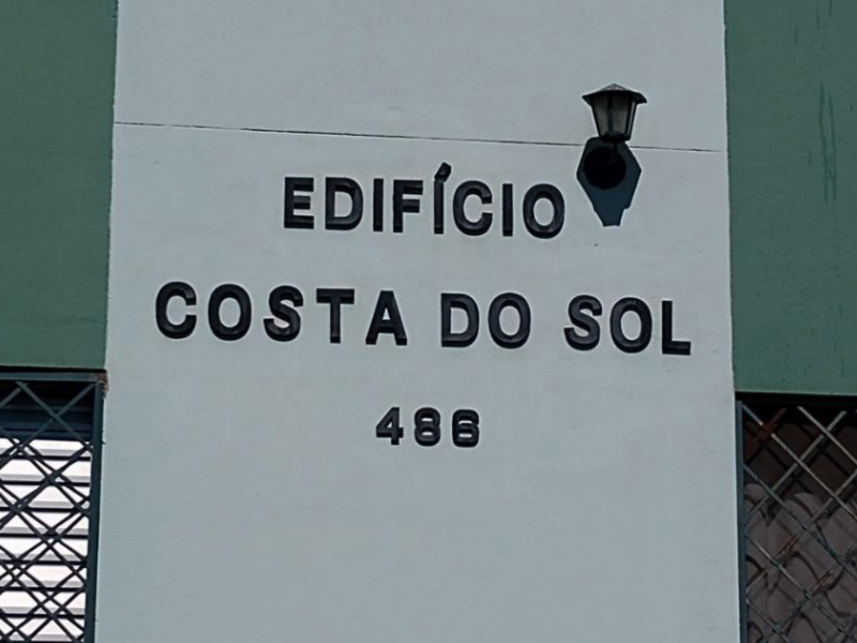 EDIFÍCIO
COSTA DO SOL
486